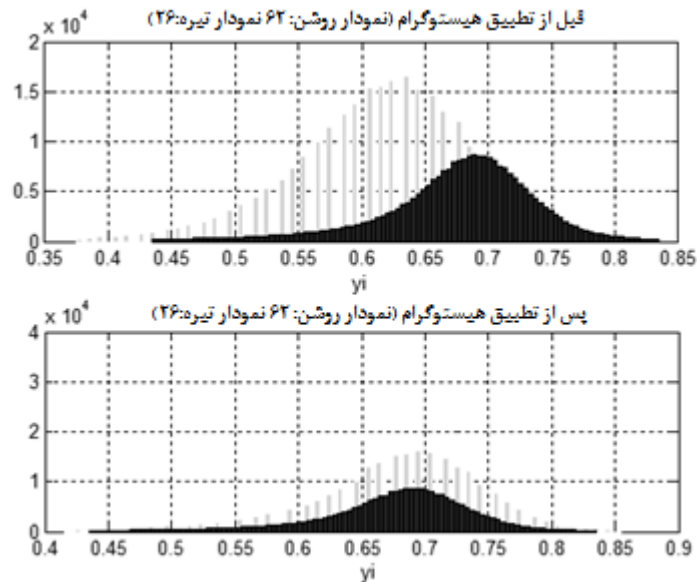 قبل از تطبیق هیستوگرام (نمودار روشن: ۶۲ نمودار تیره:۲۶)
x 10⁴
2
1.5
1
0.5
0
0.35 0.4 0.45 0.5 0.55 0.6 0.65 0.7 0.75 0.8 0.85
yi
پس از تطبیق هیستوگرام (نمودار روشن: ۶۲ نمودار تیره:۲۶)
x 10⁴
4
3
2
1
0
0.4 0.45 0.5 0.55 0.6 0.65 0.7 0.75 0.8 0.85 0.9
yi